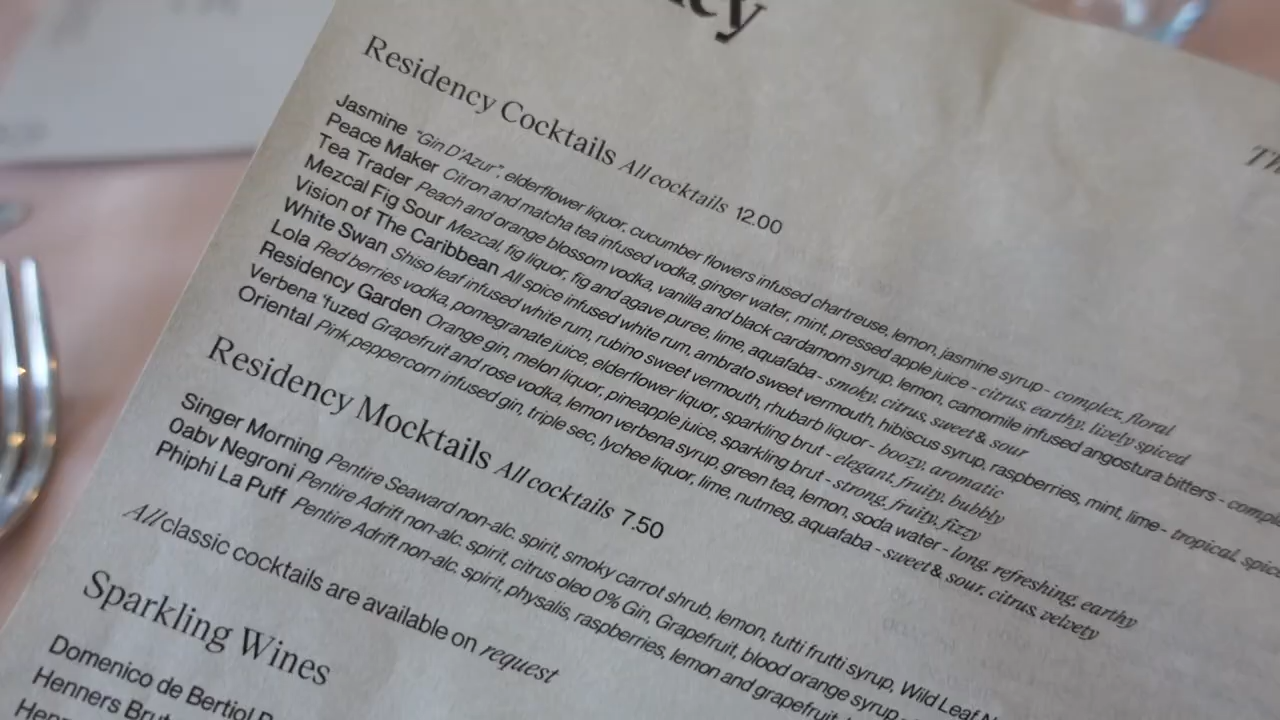 Residency Cocktails All cocktails 12.00
Jasmine "Gin D'Azur", elderflower liquor, cucumber flowers infused chartreuse, lemon, jasmine syrup - complex, floral
Peace Maker Citron and matcha tea infused vodka, ginger water, mint, pressed apple juice - citrus, earthy, lively spiced
Tea Trader Peach and orange blossom vodka, vanilla and black cardamom syrup, lemon, camomile infused angostura bitters - comple
Mezcal Fig Sour Mezcal, fig liquor, fig and agave puree, lime, aquafaba - smoky, citrus, sweet & sour
Vision of The Caribbean All spice infused white rum, ambrato sweet vermouth, hibiscus syrup, raspberries, mint, lime - tropical, spice
White Swan Shiso leaf infused white rum, rubino sweet vermouth, rhubarb liquor - boozy, aromatic
Lola Red berries vodka, pomegranate juice, elderflower liquor, sparkling brut - elegant, fruity, bubbly
Residency Garden Orange gin, melon liquor, pineapple juice, sparkling brut - strong, fruity, fizzy
Verbena 'fuzed Grapefruit and rose vodka, lemon verbena syrup, green tea, lemon, soda water - long, refreshing, earthy
Oriental Pink peppercorn infused gin, triple sec, lychee liquor, lime, nutmeg, aquafaba - sweet & sour, citrus, velvety
Residency Mocktails All cocktails 7.50
Singer Morning Pentire Seaward non-alc. spirit, smoky carrot shrub, lemon, tutti frutti syrup, Wild Leaf
0abv Negroni Pentire Adrift non-alc. spirit, citrus oleo 0% Gin, Grapefruit, blood orange syrup
Phiphi La Puff Pentire Adrift non-alc. spirit, physalis, raspberries, lemon and grapefruit
All classic cocktails are available on request
Sparkling Wines
Domenico de Bertiol
Henners Brut